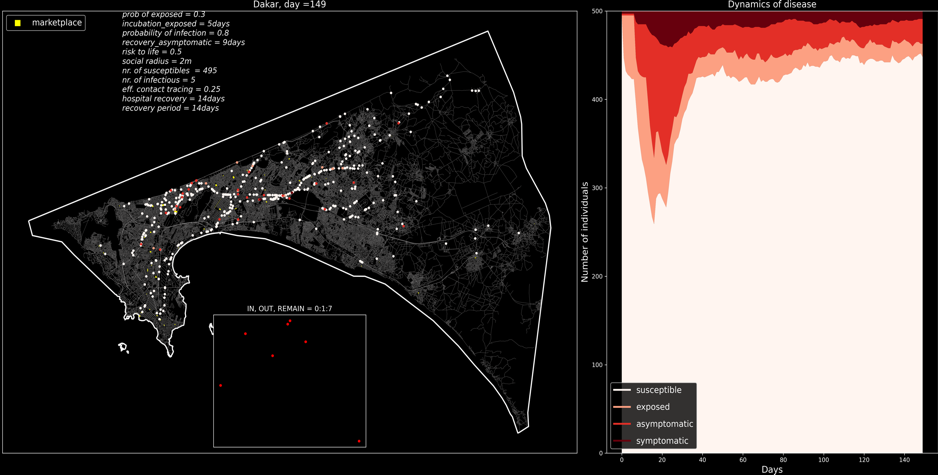 Dakar, day =149
marketplace
prob of exposed = 0.3
incubation_exposed = 5days
probability of infection = 0.8
recovery_asymptomatic = 9days
risk to life = 0.5
social radius = 2m
nr. of susceptibles = 495
nr. of infectious = 5
eff. contact tracing = 0.25
hospital recovery = 14days
recovery period = 14days
IN, OUT, REMAIN = 0:1:7
Dynamics of disease
Number of individuals
500
400
300
200
100
0
susceptible
exposed
asymptomatic
symptomatic
0 20 40 60 80 100 120 140
Days